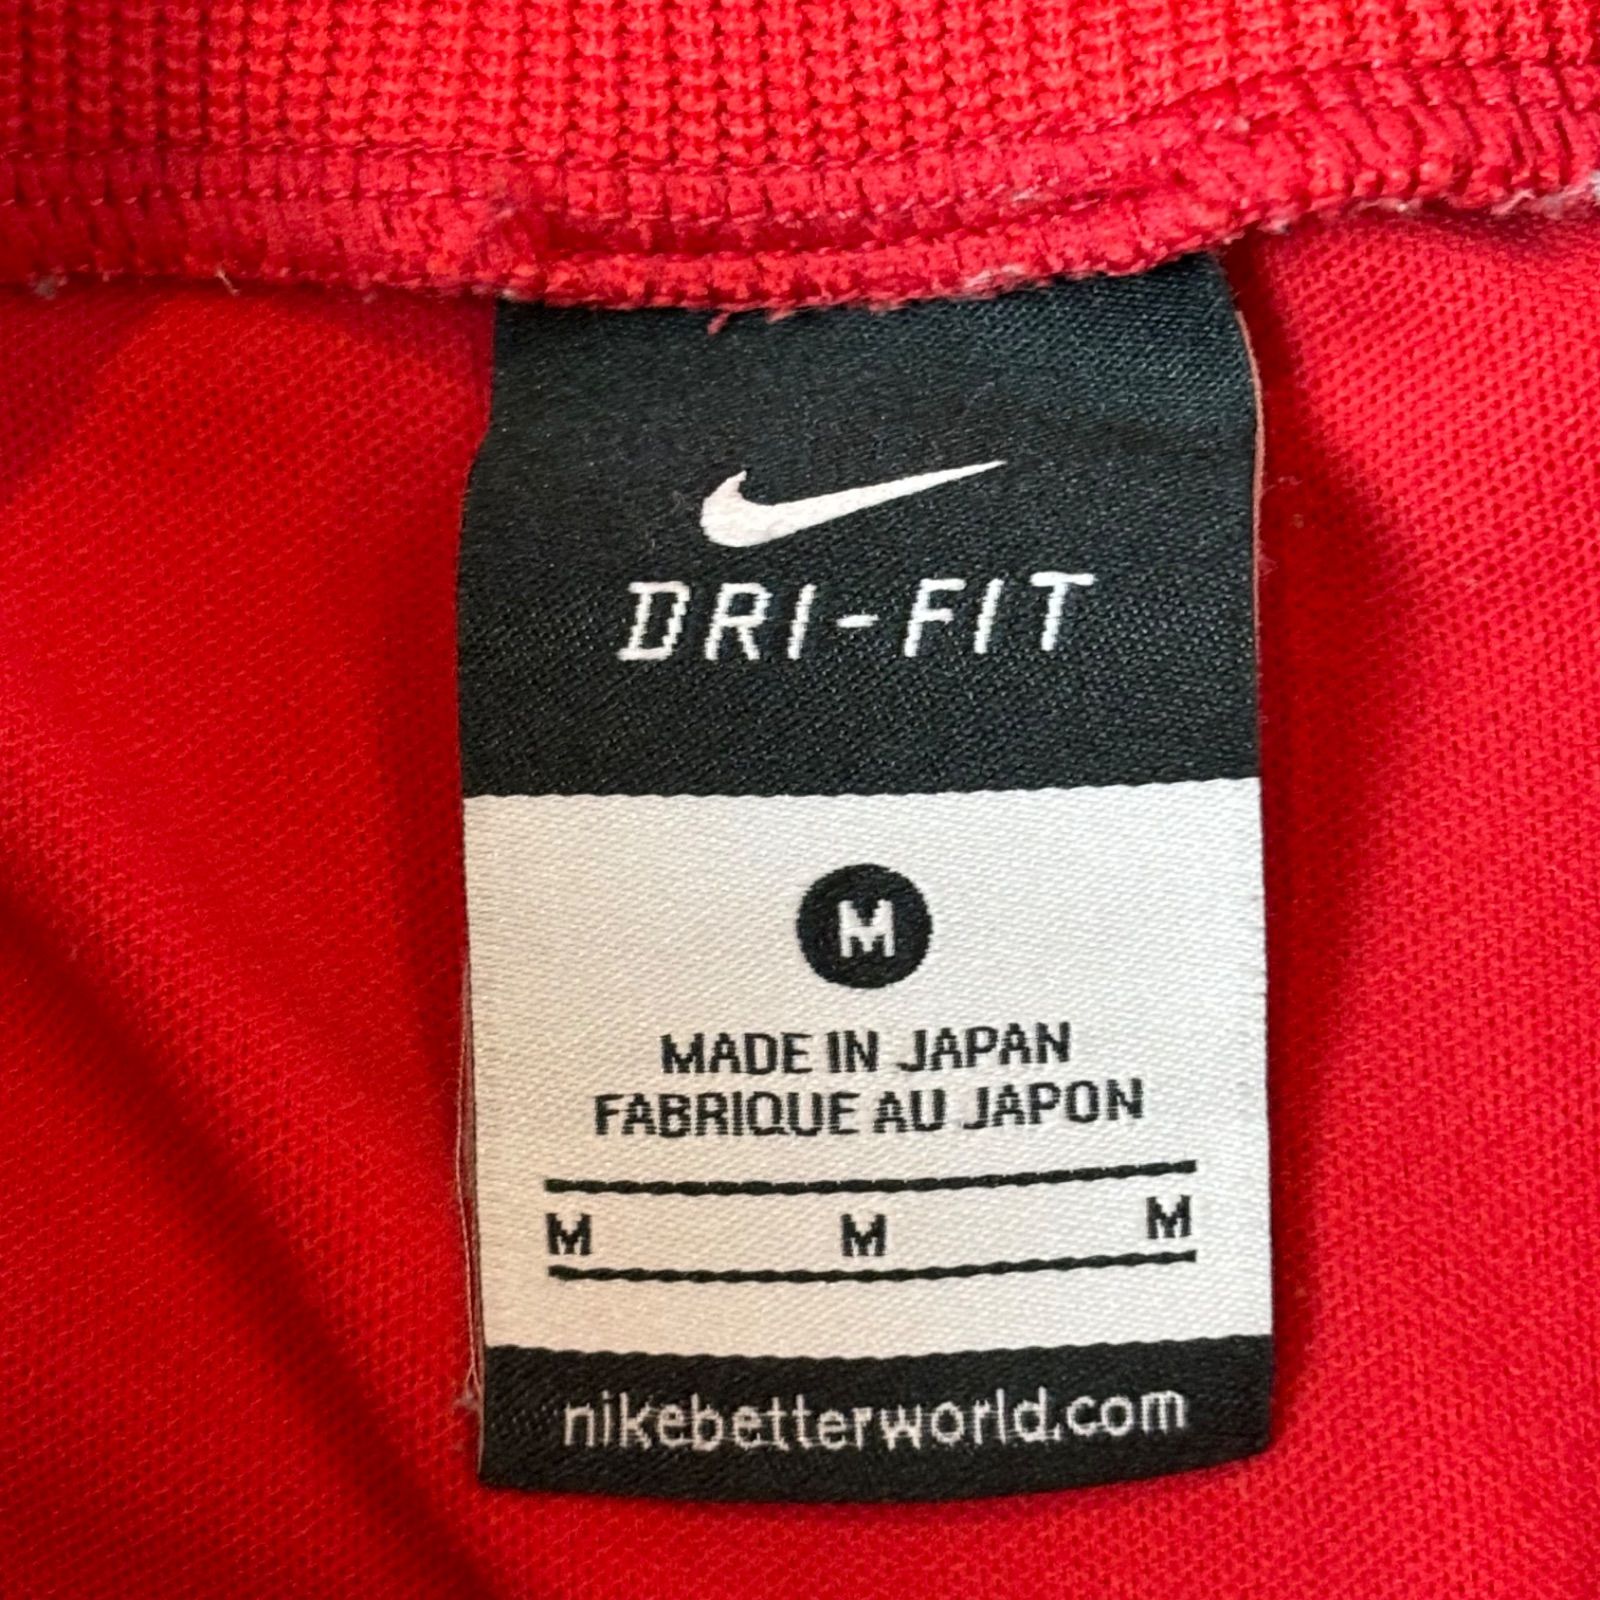 DRI-FIT
M
MADE IN JAPAN
FABRIQUE AU JAPON
M M M
nikebetterworld.com